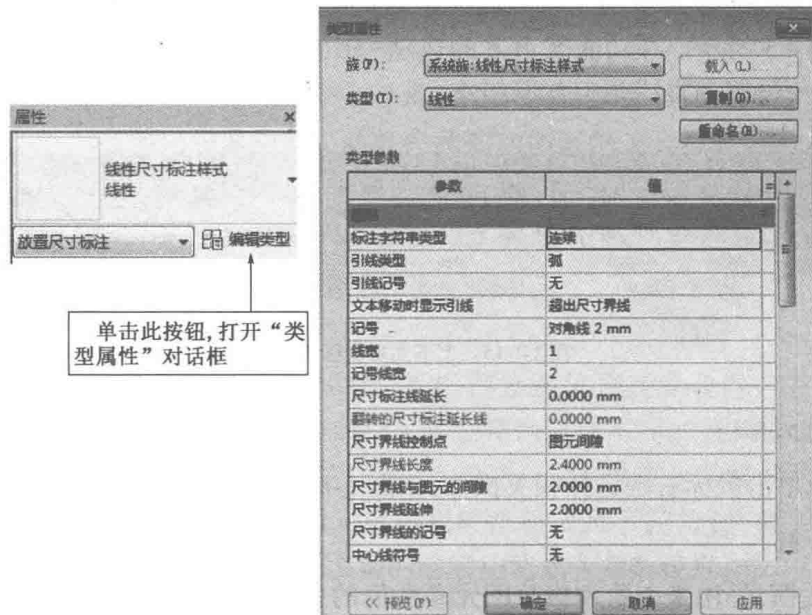 属性
线性尺寸标注样式
线性
放置尺寸标注
编辑类型
单击此按钮,打开“类
型属性”对话框
类型属性
族(F):
系统族:线性尺寸标注样式
载入(L)...
类型(T):
线性
复制(D)...
重命名(R)...
类型参数
参数 值 =
图形
标注字符串类型 连续
引线类型 弧
引线记号 无
文本移动时显示引线 超出尺寸界线
记号 对角线 2 mm
线宽 1
记号线宽 2
尺寸标注线延长 0.0000 mm
翻转的尺寸标注延长线 0.0000 mm
尺寸界线控制点 图元间隙
尺寸界线长度 2.4000 mm
尺寸界线与图元的间隙 2.0000 mm
尺寸界线延伸 2.0000 mm
尺寸界线的记号 无
中心线符号 无
<< 预览(P)
确定
取消
应用